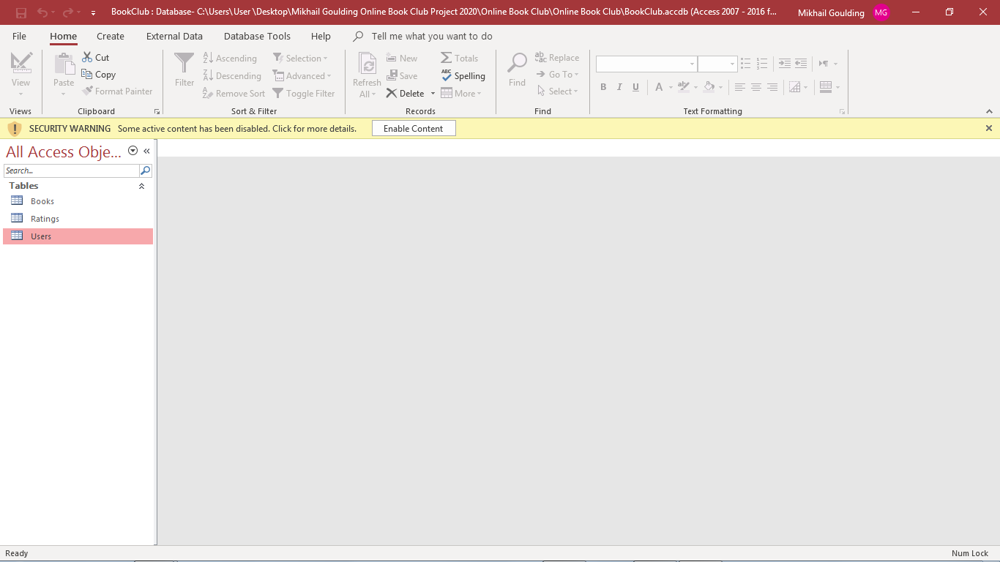 BookClub : Database- C:\Users\User\Desktop\Mikhail Goulding Online Book Club Project 2020\Online Book Club\Online Book Club\BookClub.accdb (Access 2007 - 2016 f... Mikhail Goulding MG
File Home Create External Data Database Tools Help Tell me what you want to do
View
Views
Paste
Cut
Copy
Format Painter
Clipboard
Filter
Ascending
Descending
Remove Sort
Selection
Advanced
Toggle Filter
Sort & Filter
Refresh
All
New
Save
Delete
Totals
Spelling
More
Records
Find
Replace
Go To
Select
Find
B I U A
Text Formatting
SECURITY WARNING Some active content has been disabled. Click for more details. Enable Content
All Access Obje...
Search...
Tables
Books
Ratings
Users
Ready Num Lock